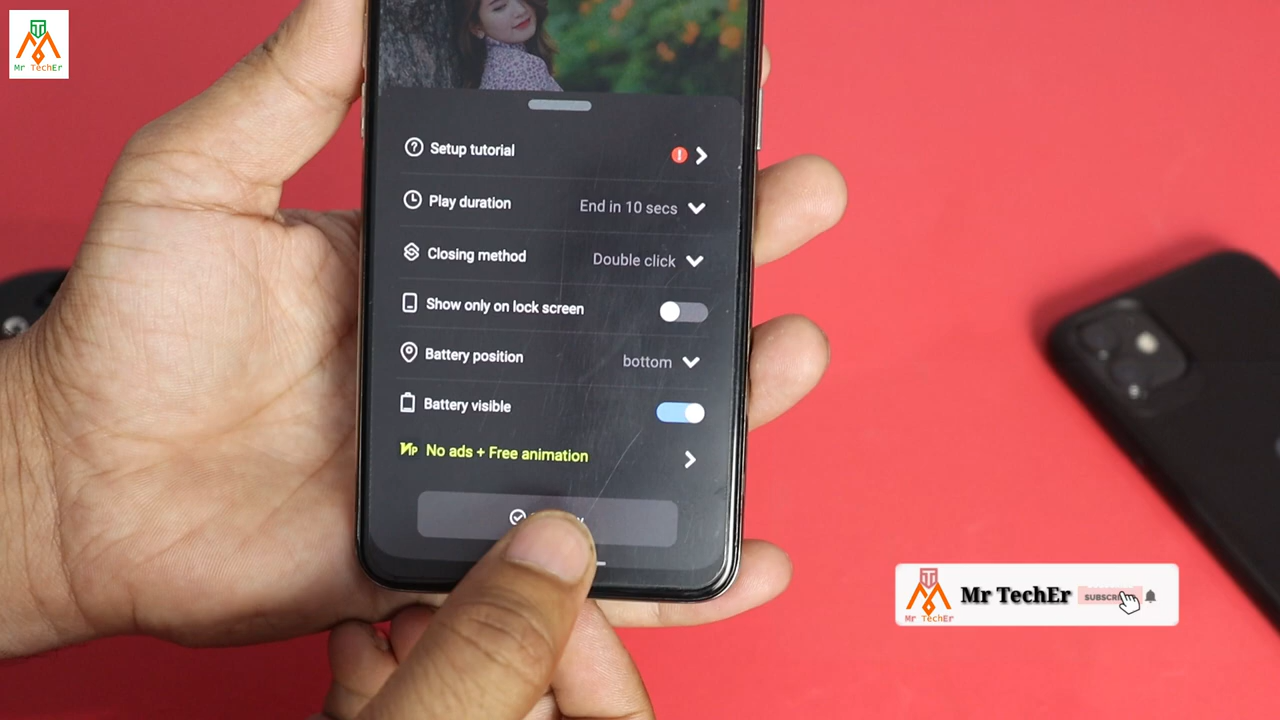 Mr TechEr
Setup tutorial
Play duration End in 10 secs
Closing method Double click
Show only on lock screen
Battery position bottom
Battery visible
VIP No ads + Free animation
Mr TechEr
Mr TechEr